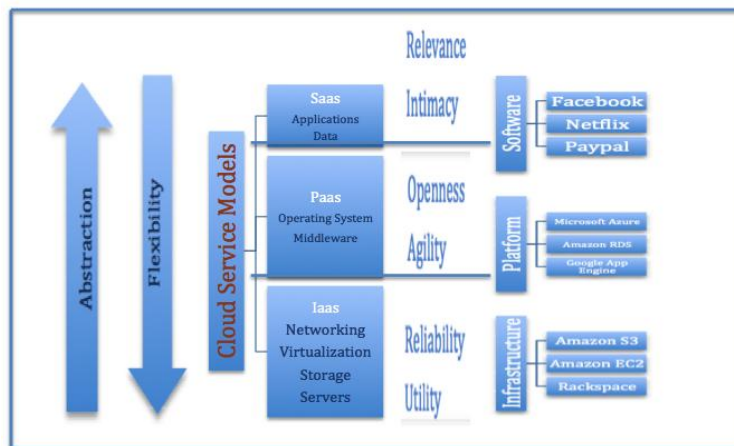 Abstraction
Flexibility
Cloud Service Models
Saas
Applications
Data
Paas
Operating System
Middleware
Iaas
Networking
Virtualization
Storage
Servers
Relevance
Intimacy
Openness
Agility
Reliability
Utility
Software
Facebook
Netflix
Paypal
Platform
Microsoft Azure
Amazon RDS
Google App
Engine
Infrastructure
Amazon S3
Amazon EC2
Rackspace